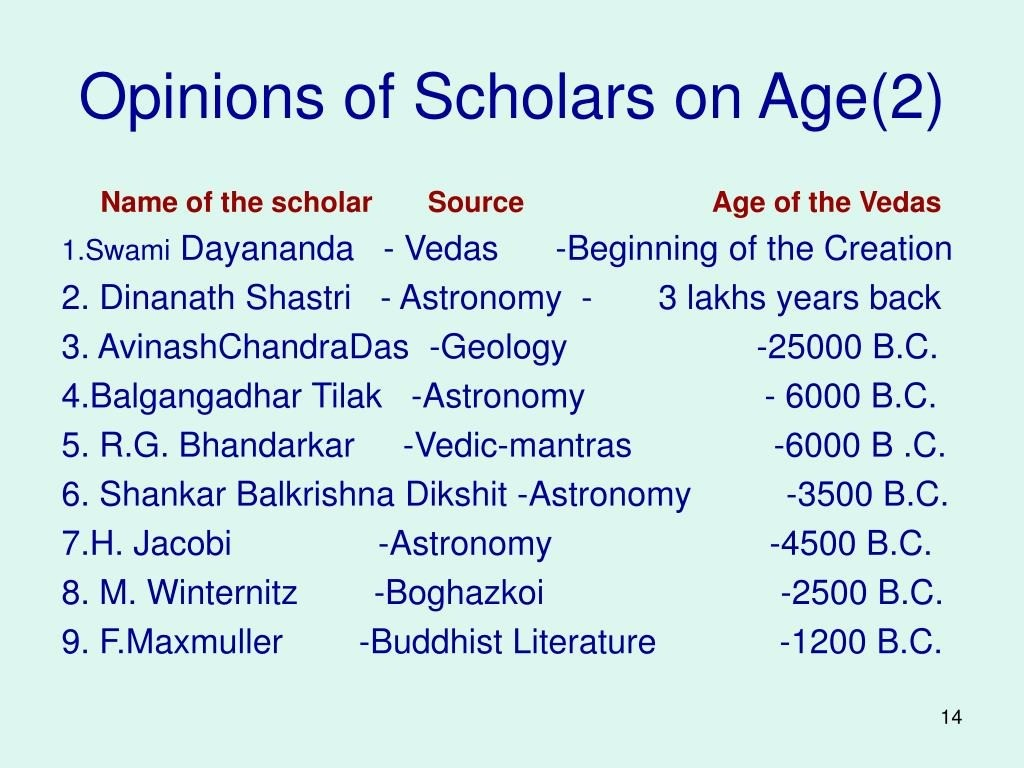 Opinions of Scholars on Age(2)
Name of the scholar Source Age of the Vedas
1.Swami Dayananda - Vedas -Beginning of the Creation
2. Dinanath Shastri - Astronomy - 3 lakhs years back
3. AvinashChandraDas -Geology -25000 B.C.
4.Balgangadhar Tilak -Astronomy - 6000 B.C.
5. R.G. Bhandarkar -Vedic-mantras -6000 B .C.
6. Shankar Balkrishna Dikshit -Astronomy -3500 B.C.
7.H. Jacobi -Astronomy -4500 B.C.
8. M. Winternitz -Boghazkoi -2500 B.C.
9. F.Maxmuller -Buddhist Literature -1200 B.C.
14